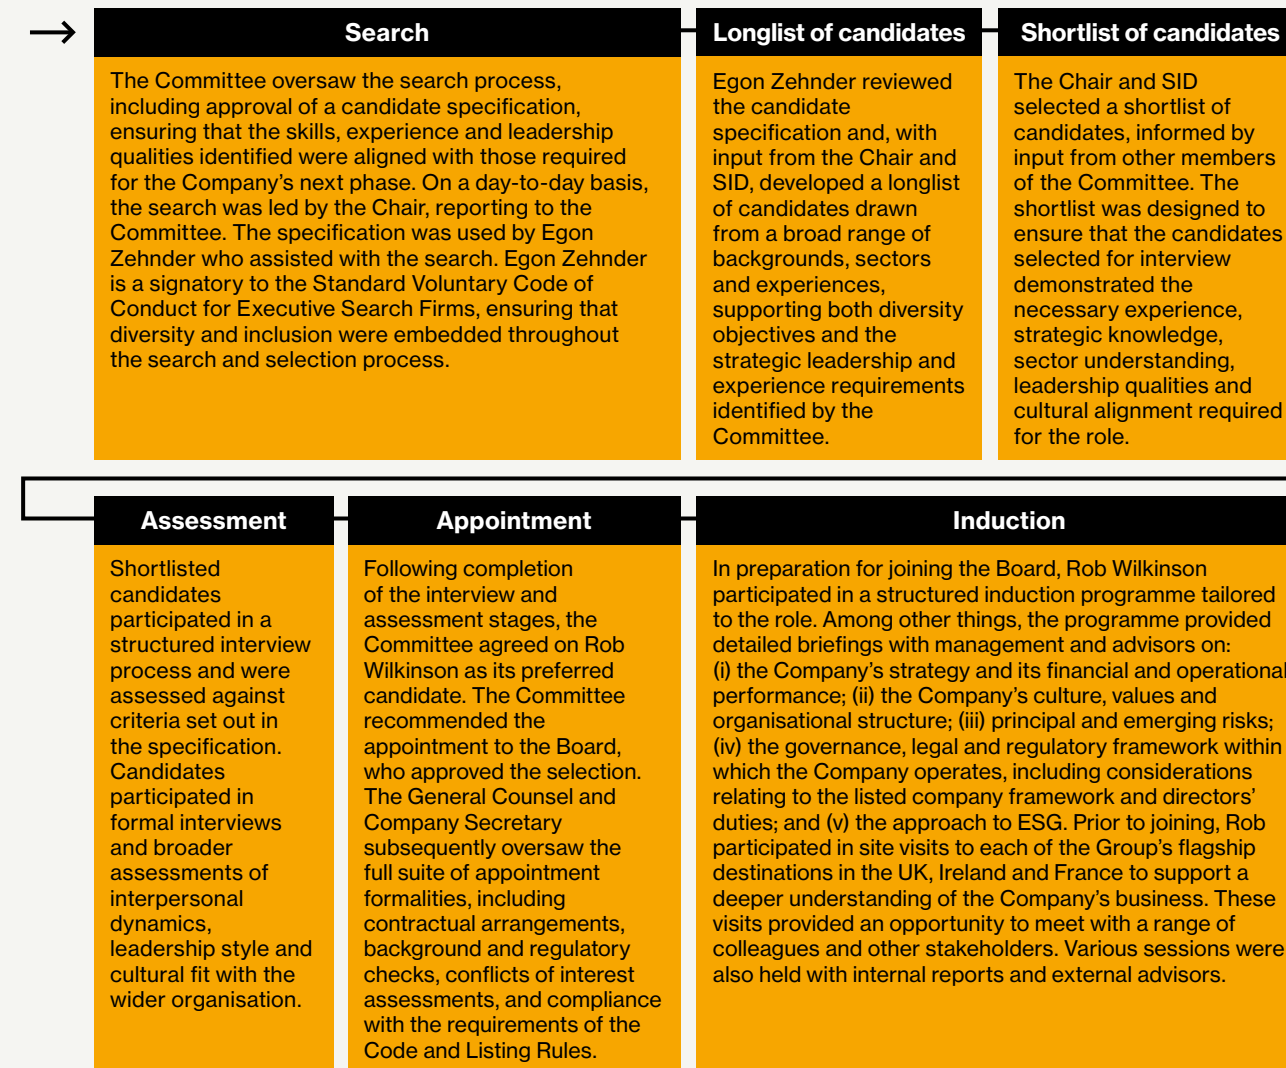 Search
The Committee oversaw the search process,
including approval of a candidate specification,
ensuring that the skills, experience and leadership
qualities identified were aligned with those required
for the Company’s next phase. On a day-to-day basis,
the search was led by the Chair, reporting to the
Committee. The specification was used by Egon
Zehnder who assisted with the search. Egon Zehnder
is a signatory to the Standard Voluntary Code of
Conduct for Executive Search Firms, ensuring that
diversity and inclusion were embedded throughout
the search and selection process.
Longlist of candidates
Egon Zehnder reviewed
the candidate
specification and, with
input from the Chair and
SID, developed a longlist
of candidates drawn
from a broad range of
backgrounds, sectors
and experiences,
supporting both diversity
objectives and the
strategic leadership and
experience requirements
identified by the
Committee.
Shortlist of candidates
The Chair and SID
selected a shortlist of
candidates, informed by
input from other members
of the Committee. The
shortlist was designed to
ensure that the candidates
selected for interview
demonstrated the
necessary experience,
strategic knowledge,
sector understanding,
leadership qualities and
cultural alignment required
for the role.
Assessment
Shortlisted
candidates
participated in a
structured interview
process and were
assessed against
criteria set out in
the specification.
Candidates
participated in
formal interviews
and broader
assessments of
interpersonal
dynamics,
leadership style and
cultural fit with the
wider organisation.
Appointment
Following completion
of the interview and
assessment stages, the
Committee agreed on Rob
Wilkinson as its preferred
candidate. The Committee
recommended the
appointment to the Board,
who approved the selection.
The General Counsel and
Company Secretary
subsequently oversaw the
full suite of appointment
formalities, including
contractual arrangements,
background and regulatory
checks, conflicts of interest
assessments, and compliance
with the requirements of the
Code and Listing Rules.
Induction
In preparation for joining the Board, Rob Wilkinson
participated in a structured induction programme tailored
to the role. Among other things, the programme provided
detailed briefings with management and advisors on:
(i) the Company’s strategy and its financial and operational
performance; (ii) the Company’s culture, values and
organisational structure; (iii) principal and emerging risks;
(iv) the governance, legal and regulatory framework within
which the Company operates, including considerations
relating to the listed company framework and directors’
duties; and (v) the approach to ESG. Prior to joining, Rob
participated in site visits to each of the Group’s flagship
destinations in the UK, Ireland and France to support a
deeper understanding of the Company’s business. These
visits provided an opportunity to meet with a range of
colleagues and other stakeholders. Various sessions were
also held with internal reports and external advisors.